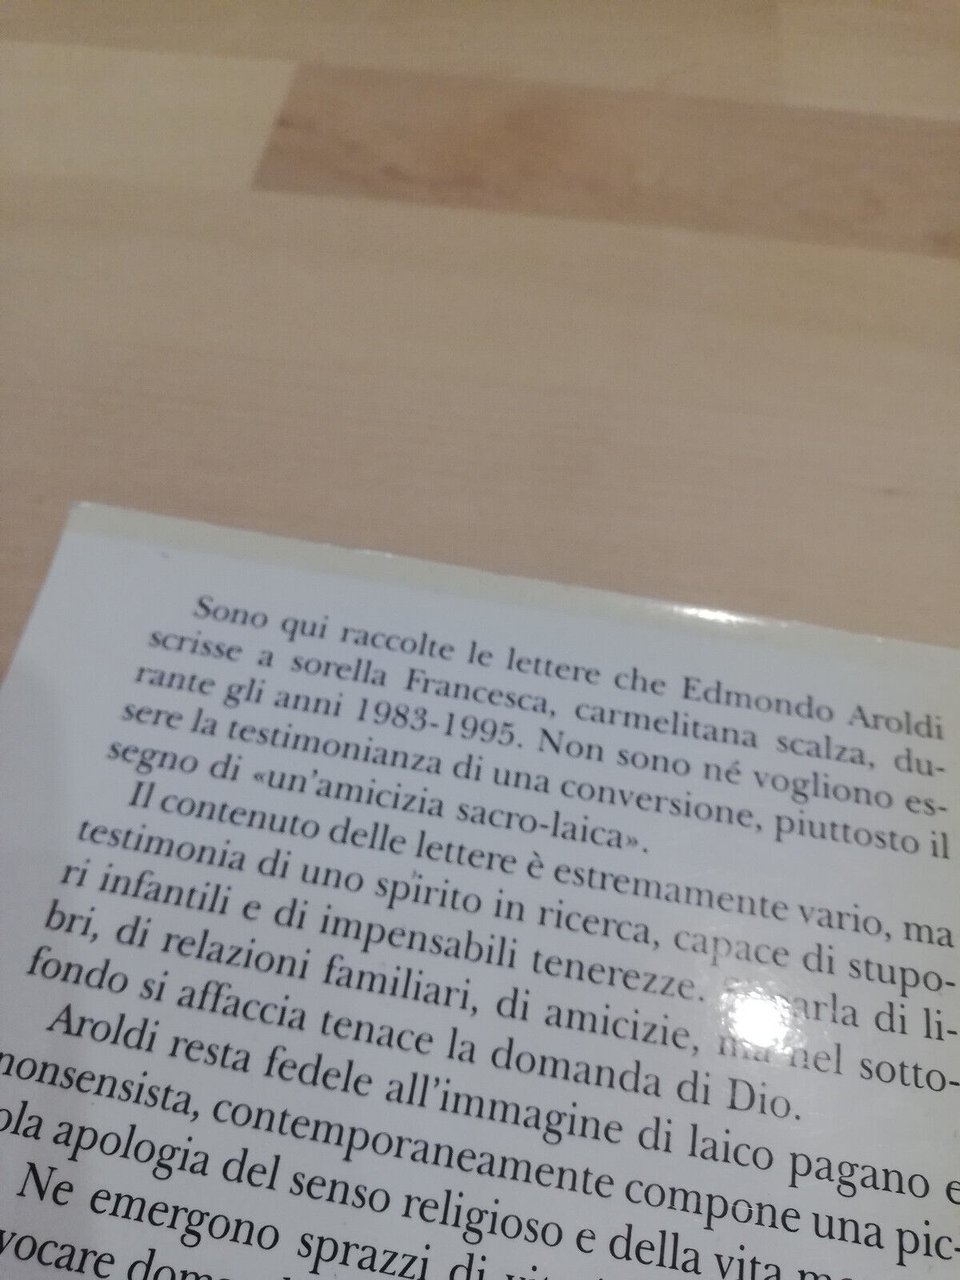 Sono qui raccolte le lettere che Edmondo Aroldi
scrisse a sorella Francesca, carmelitana scalza, du-
rante gli anni 1983-1995. Non sono né vogliono es-
sere la testimonianza di una conversione, piuttosto il
segno di «un'amicizia sacro-laica».
Il contenuto delle lettere è estremamente vario, ma
testimonia di uno spirito in ricerca, capace di stupo-
ri infantili e di impensabili tenerezze. parla di li-
bri, di relazioni familiari, di amicizie, ma nel sotto-
fondo si affaccia tenace la domanda di Dio.
Aroldi resta fedele all'immagine di laico pagano e
nonsensista, contemporaneamente compone una pic-
ola apologia del senso religioso e della vita
Ne emergono sprazzi di
vocare